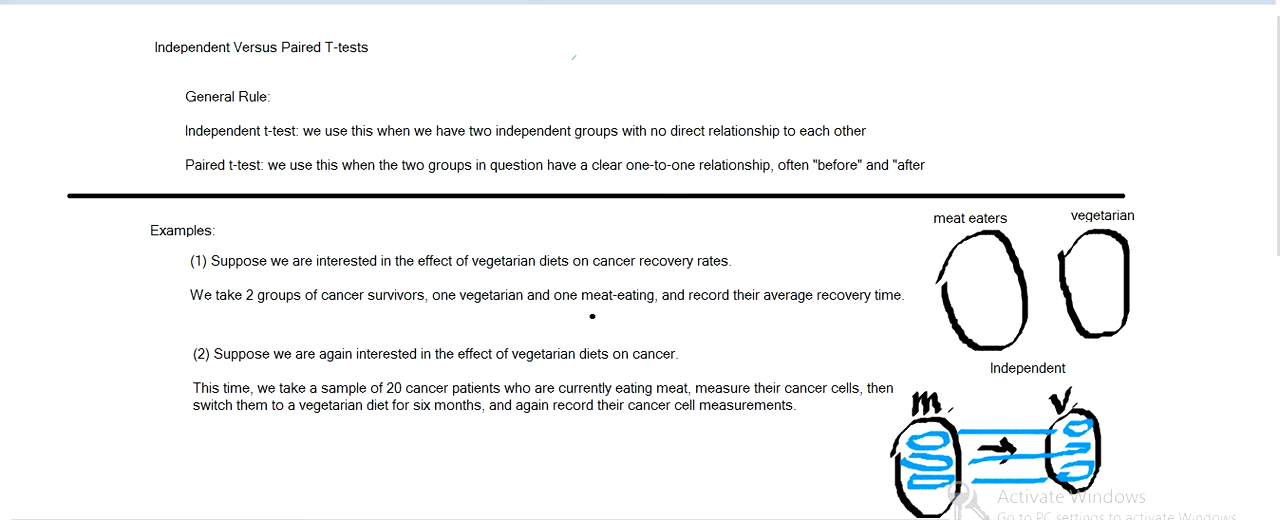 Independent Versus Paired T-tests
General Rule:
Independent t-test: we use this when we have two independent groups with no direct relationship to each other
Paired t-test: we use this when the two groups in question have a clear one-to-one relationship, often "before" and "after
Examples:
meat eaters
vegetarian
(1) Suppose we are interested in the effect of vegetarian diets on cancer recovery rates.
We take 2 groups of cancer survivors, one vegetarian and one meat-eating, and record their average recovery time.
Independent
(2) Suppose we are again interested in the effect of vegetarian diets on cancer.
This time, we take a sample of 20 cancer patients who are currently eating meat, measure their cancer cells, then
switch them to a vegetarian diet for six months, and again record their cancer cell measurements.
m.
V.
Activate Windows
Go to PC settings to activate Windows.